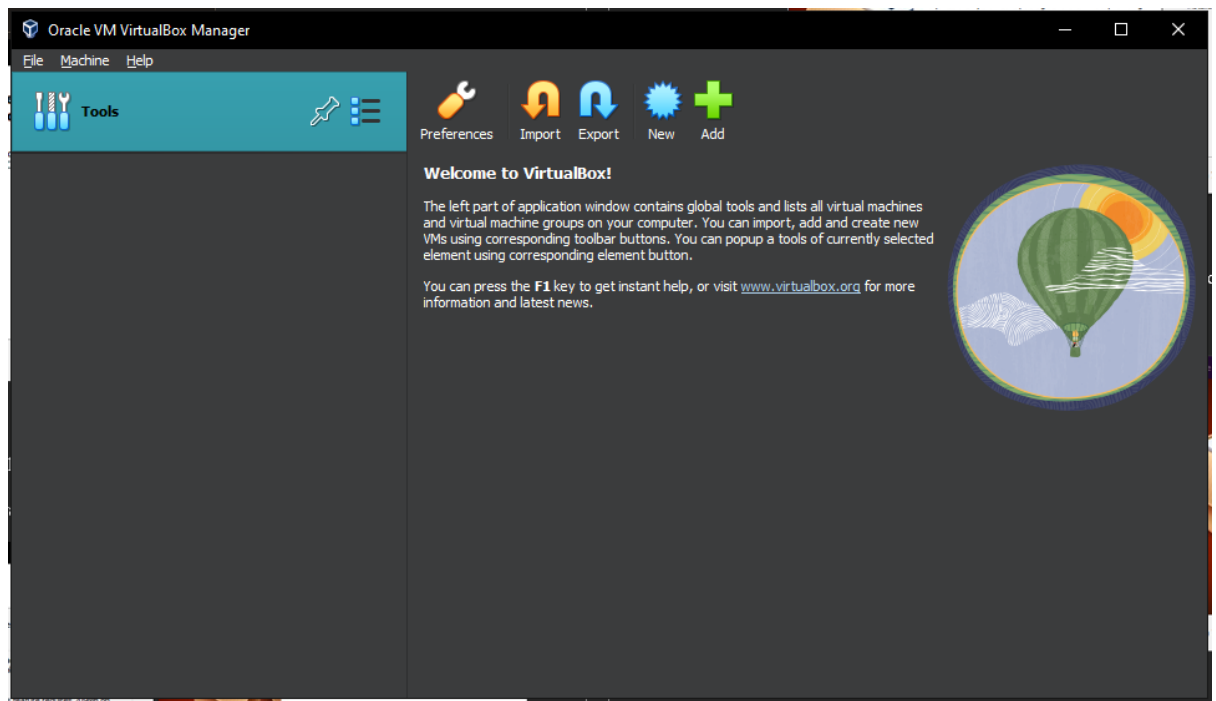 Oracle VM VirtualBox Manager
File Machine Help
Tools
Preferences Import Export New Add
Welcome to VirtualBox!
The left part of application window contains global tools and lists all virtual machines
and virtual machine groups on your computer. You can import, add and create new
VMs using corresponding toolbar buttons. You can popup a tools of currently selected
element using corresponding element button.
You can press the F1 key to get instant help, or visit www.virtualbox.org for more
information and latest news.